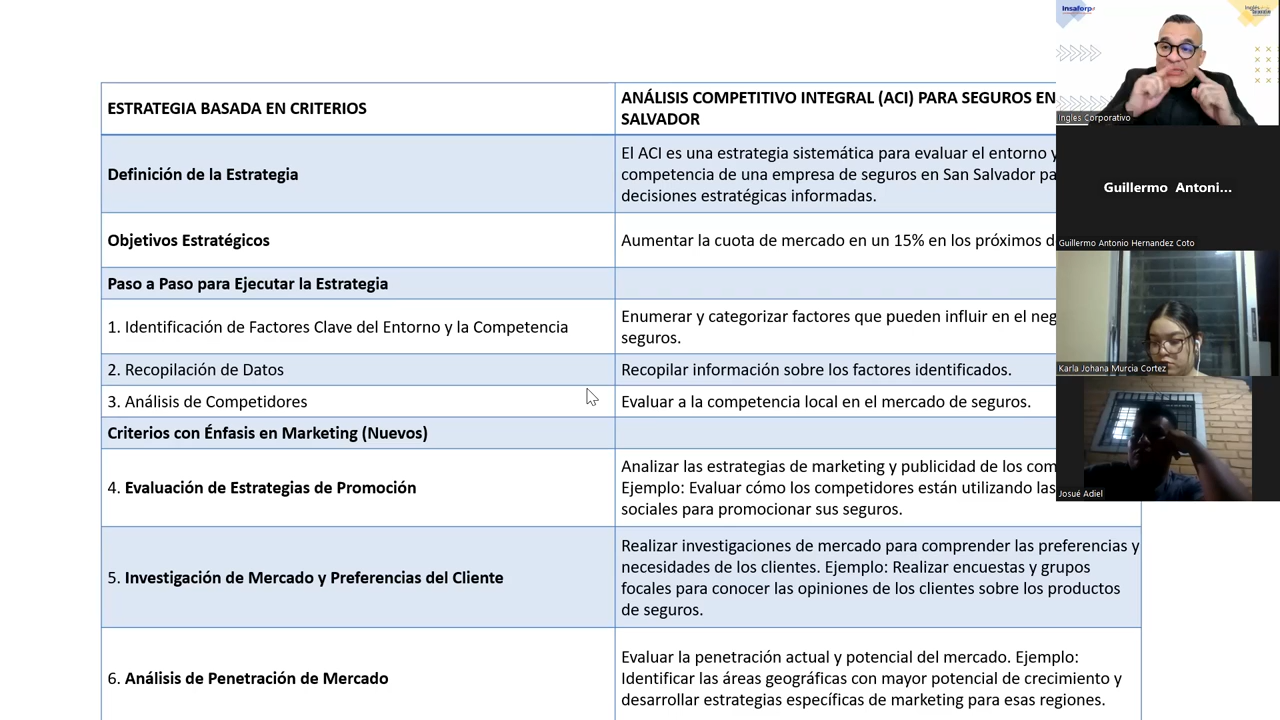 ESTRATEGIA BASADA EN CRITERIOS
ANÁLISIS COMPETITIVO INTEGRAL (ACI) PARA SEGUROS EN
SALVADOR
Definición de la Estrategia
El ACI es una estrategia sistemática para evaluar el entorno y
competencia de una empresa de seguros en San Salvador pa
decisiones estratégicas informadas.
Objetivos Estratégicos
Aumentar la cuota de mercado en un 15% en los próximos d
Paso a Paso para Ejecutar la Estrategia
1. Identificación de Factores Clave del Entorno y la Competencia
Enumerar y categorizar factores que pueden influir en el neg
seguros.
2. Recopilación de Datos
Recopilar información sobre los factores identificados.
3. Análisis de Competidores
Evaluar a la competencia local en el mercado de seguros.
Criterios con Énfasis en Marketing (Nuevos)
4. Evaluación de Estrategias de Promoción
Analizar las estrategias de marketing y publicidad de los com
Ejemplo: Evaluar cómo los competidores están utilizando las
sociales para promocionar sus seguros.
5. Investigación de Mercado y Preferencias del Cliente
Realizar investigaciones de mercado para comprender las preferencias y
necesidades de los clientes. Ejemplo: Realizar encuestas y grupos
focales para conocer las opiniones de los clientes sobre los productos
de seguros.
6. Análisis de Penetración de Mercado
Evaluar la penetración actual y potencial del mercado. Ejemplo:
Identificar las áreas geográficas con mayor potencial de crecimiento y
desarrollar estrategias específicas de marketing para esas regiones.
Insaforp
Ingles Corporativo
Guillermo Antoni...
Guillermo Antonio Hernandez Coto
Karla Johana Murcia Cortez
Josué Adiel